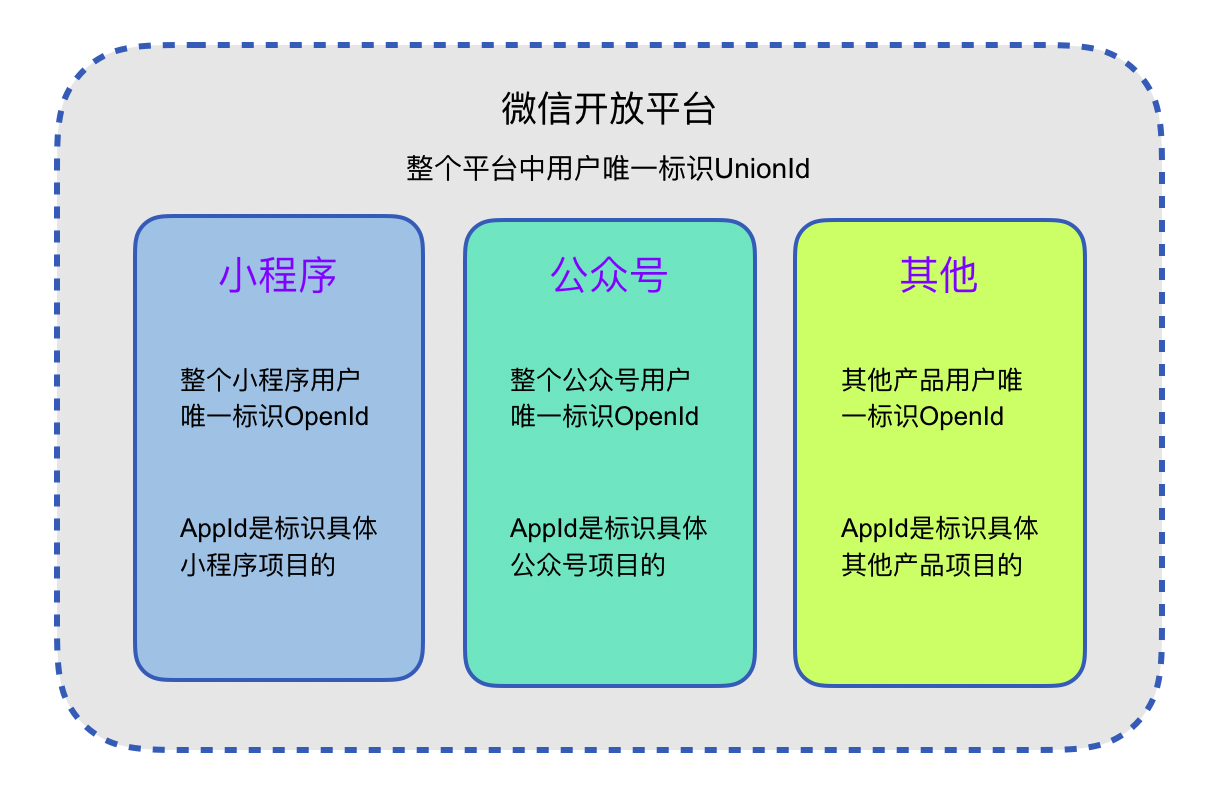 微信开放平台
整个平台中用户唯一标识UnionId
小程序
整个小程序用户
唯一标识OpenId
AppId是标识具体
小程序项目的
公众号
整个公众号用户
唯一标识OpenId
AppId是标识具体
公众号项目的
其他
其他产品用户唯
一标识OpenId
AppId是标识具体
其他产品项目的